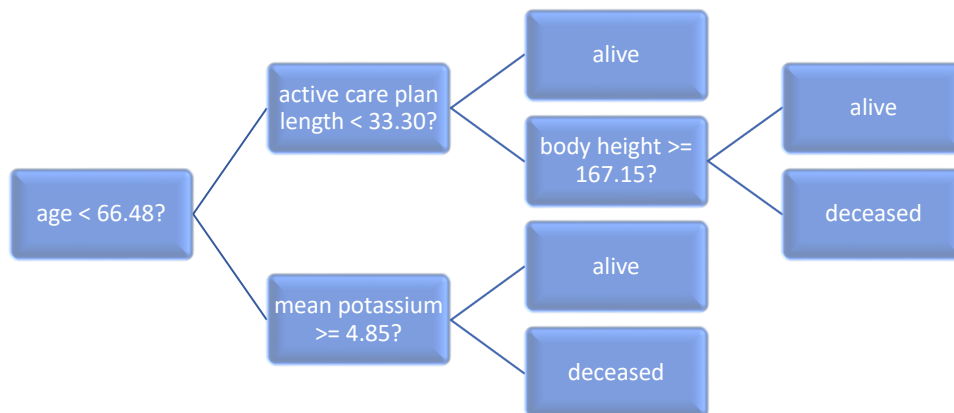 age < 66.48?
active care plan
length < 33.30?
alive
body height >=
167.15?
alive
deceased
mean potassium
>= 4.85?
alive
deceased